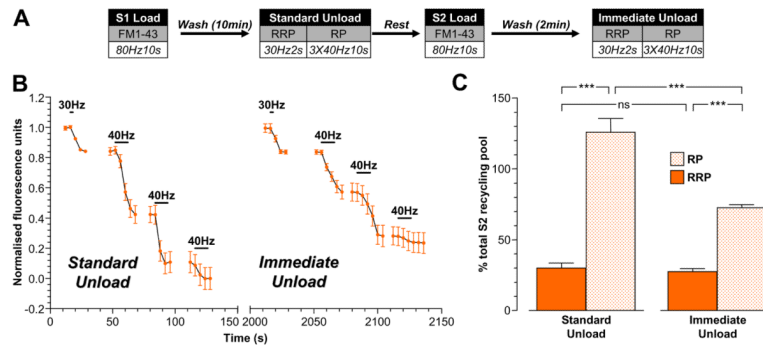 A
S1 Load
FM1-43
80Hz10s
Wash (10min)
Standard Unload
RRP RP
30Hz2s 3X40Hz10s
Rest
S2 Load
FM1-43
80Hz10s
Wash (2min)
Immediate Unload
RRP RP
30Hz2s 3X40Hz10s
B
Normalised fluorescence units
1.2
1.0
0.8
0.6
0.4
0.2
0.0
-0.2
30Hz
40Hz
40Hz
40Hz
Standard
Unload
30Hz
40Hz
40Hz
40Hz
Immediate
Unload
0 50 100 150 2000 2050 2100 2150
Time (s)
C
% total S2 recycling pool
150
100
50
0
*** ***
ns ***
RP
RRP
Standard
Unload
Immediate
Unload